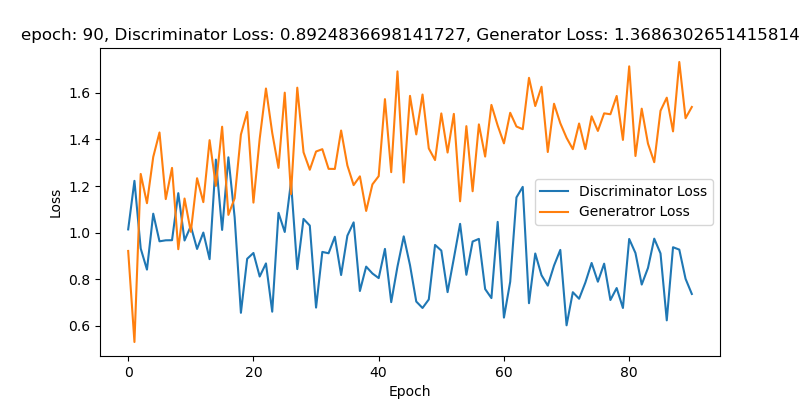 epoch: 90, Discriminator Loss: 0.8924836698141727, Generator Loss: 1.3686302651415814
1.6
1.4
1.2
1.0
0.8
0.6
Loss
Discriminator Loss
Generatror Loss
0 20 40 60 80
Epoch